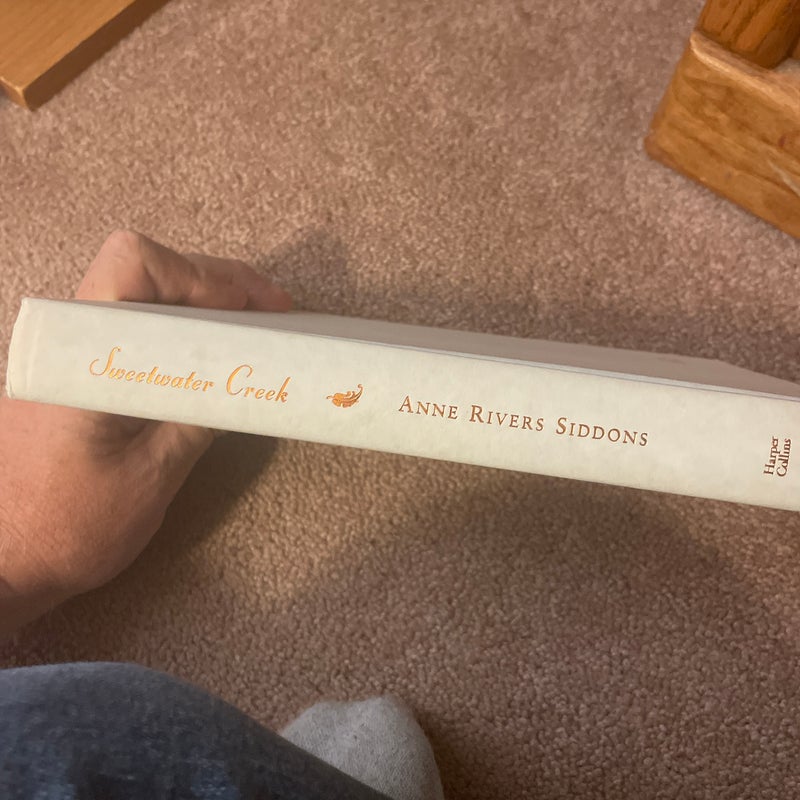 Sweetwater Creek
ANNE RIVERS SIDDONS
Harper
Collins